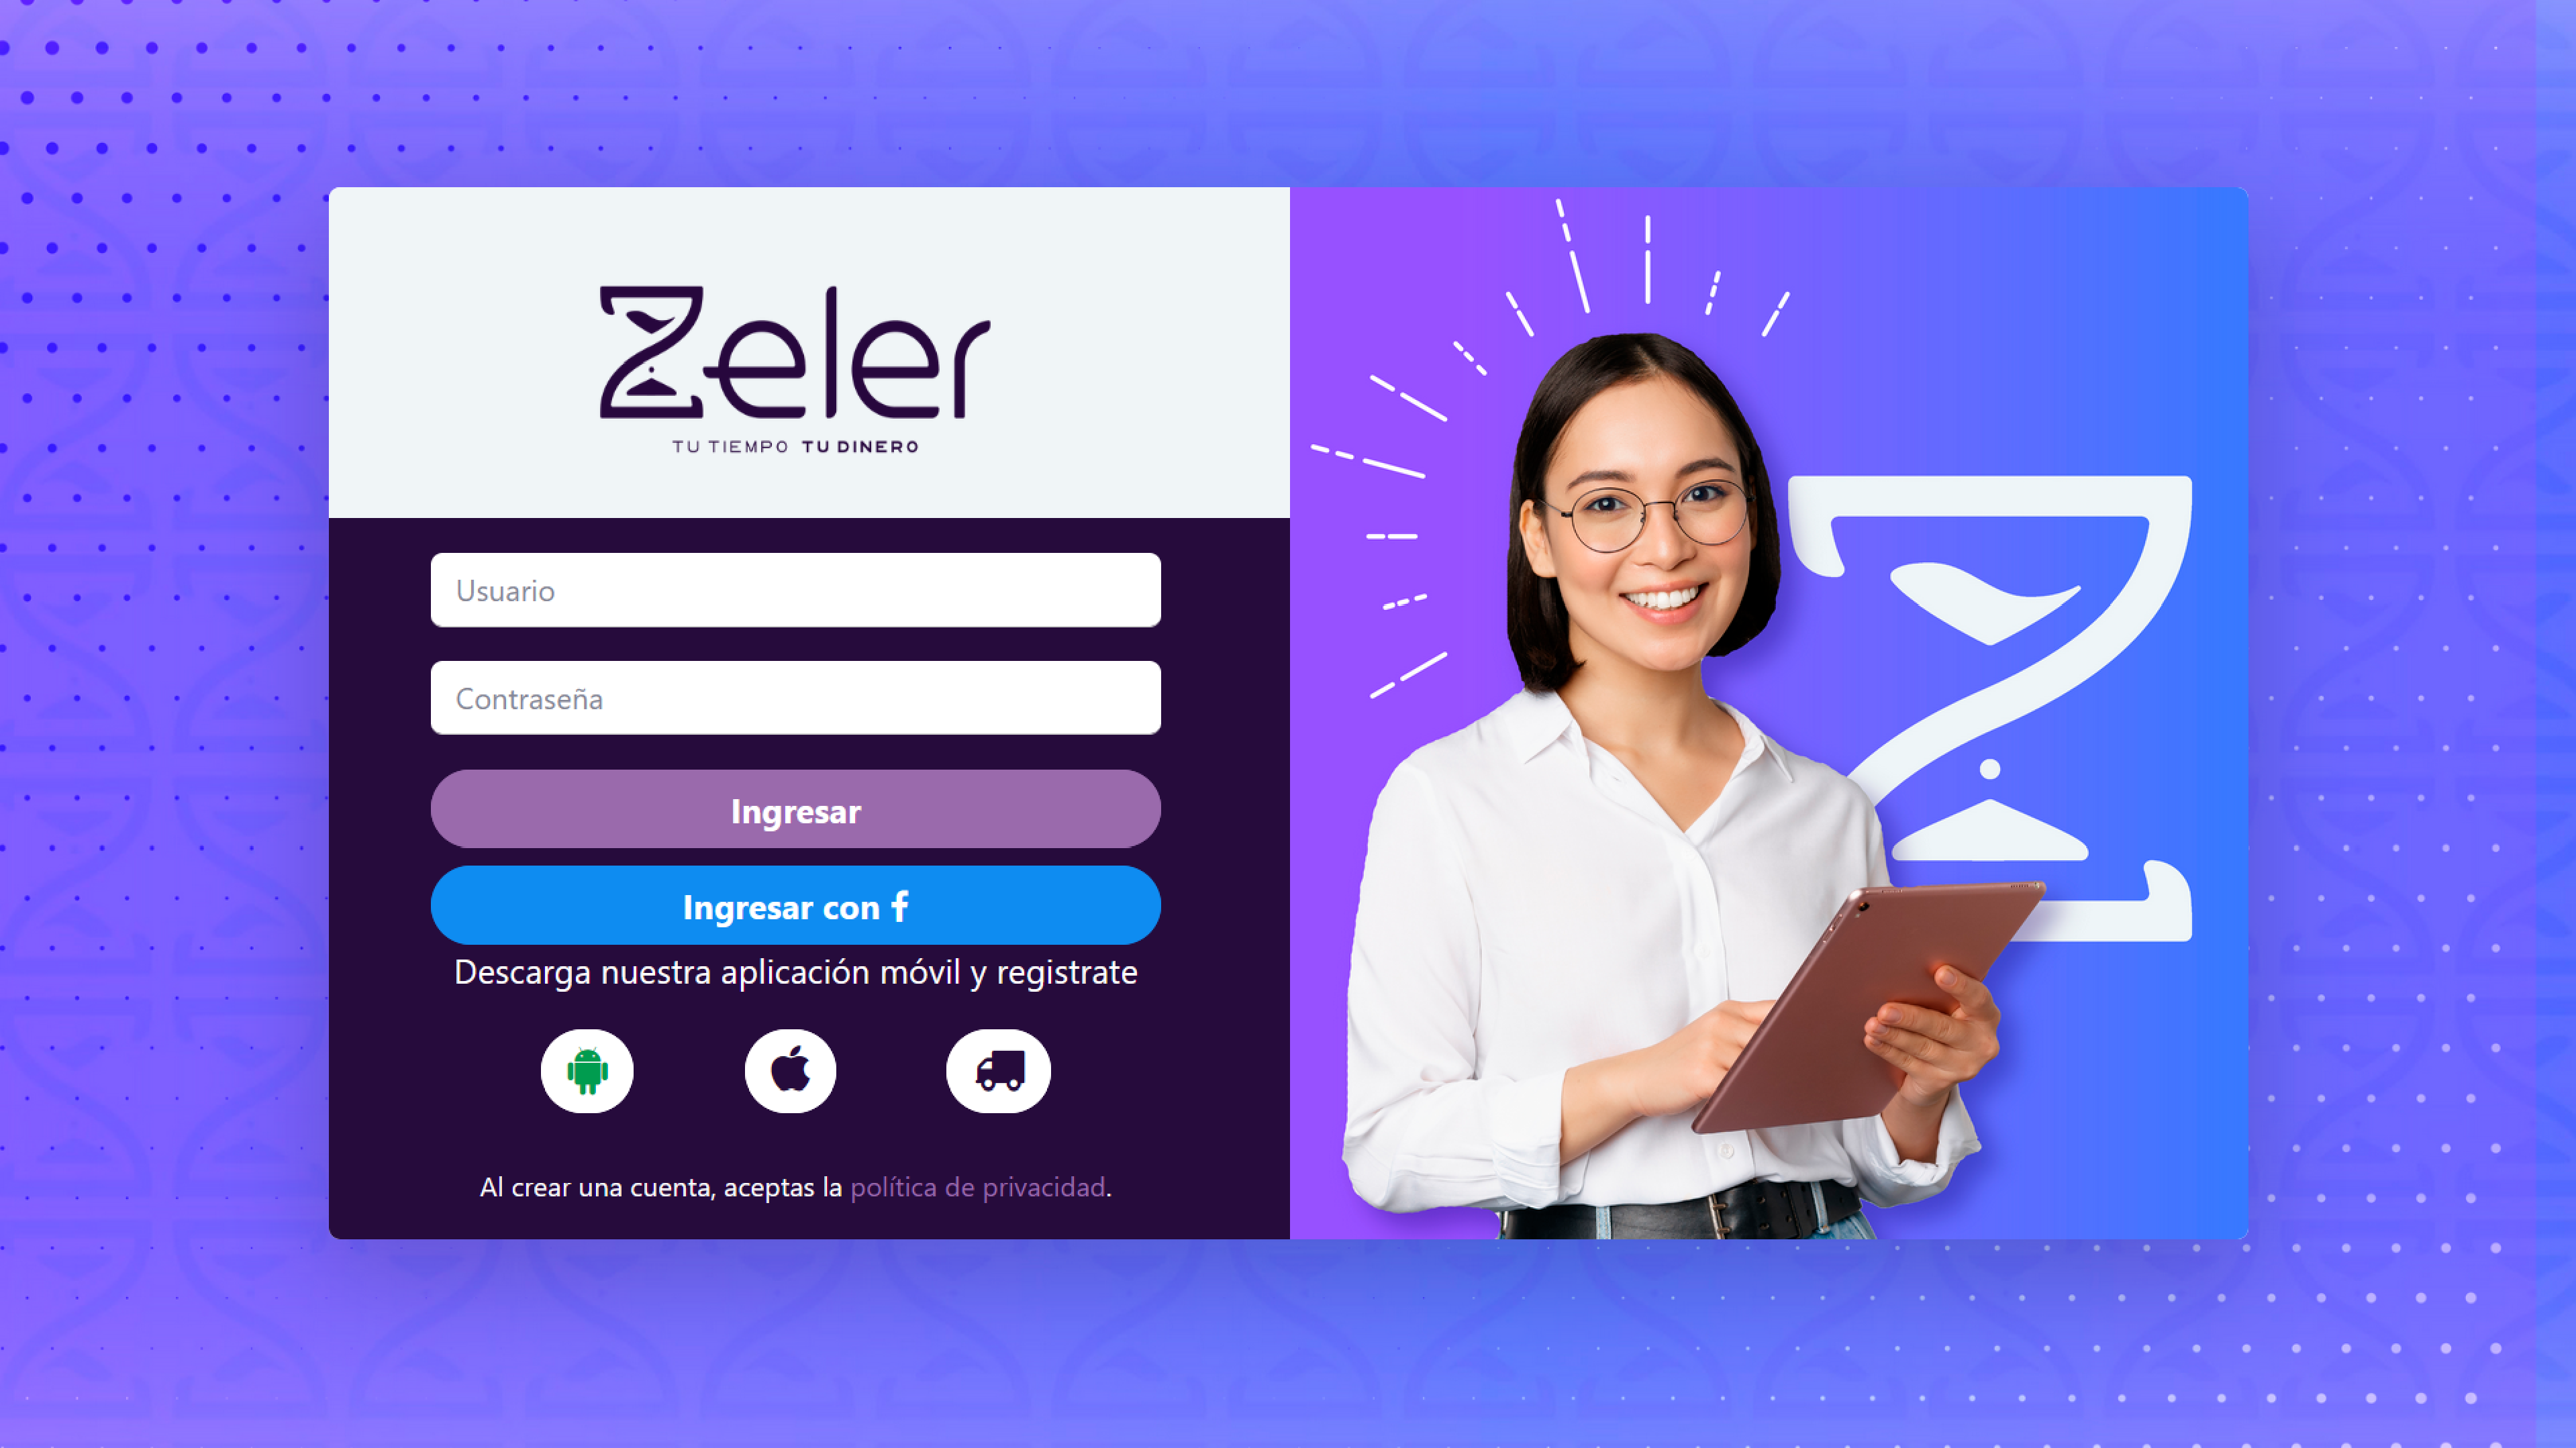 Zeler
TU TIEMPO TU DINERO
Usuario
Contraseña
Ingresar
Ingresar con f
Descarga nuestra aplicación móvil y registrate
Al crear una cuenta, aceptas la política de privacidad.